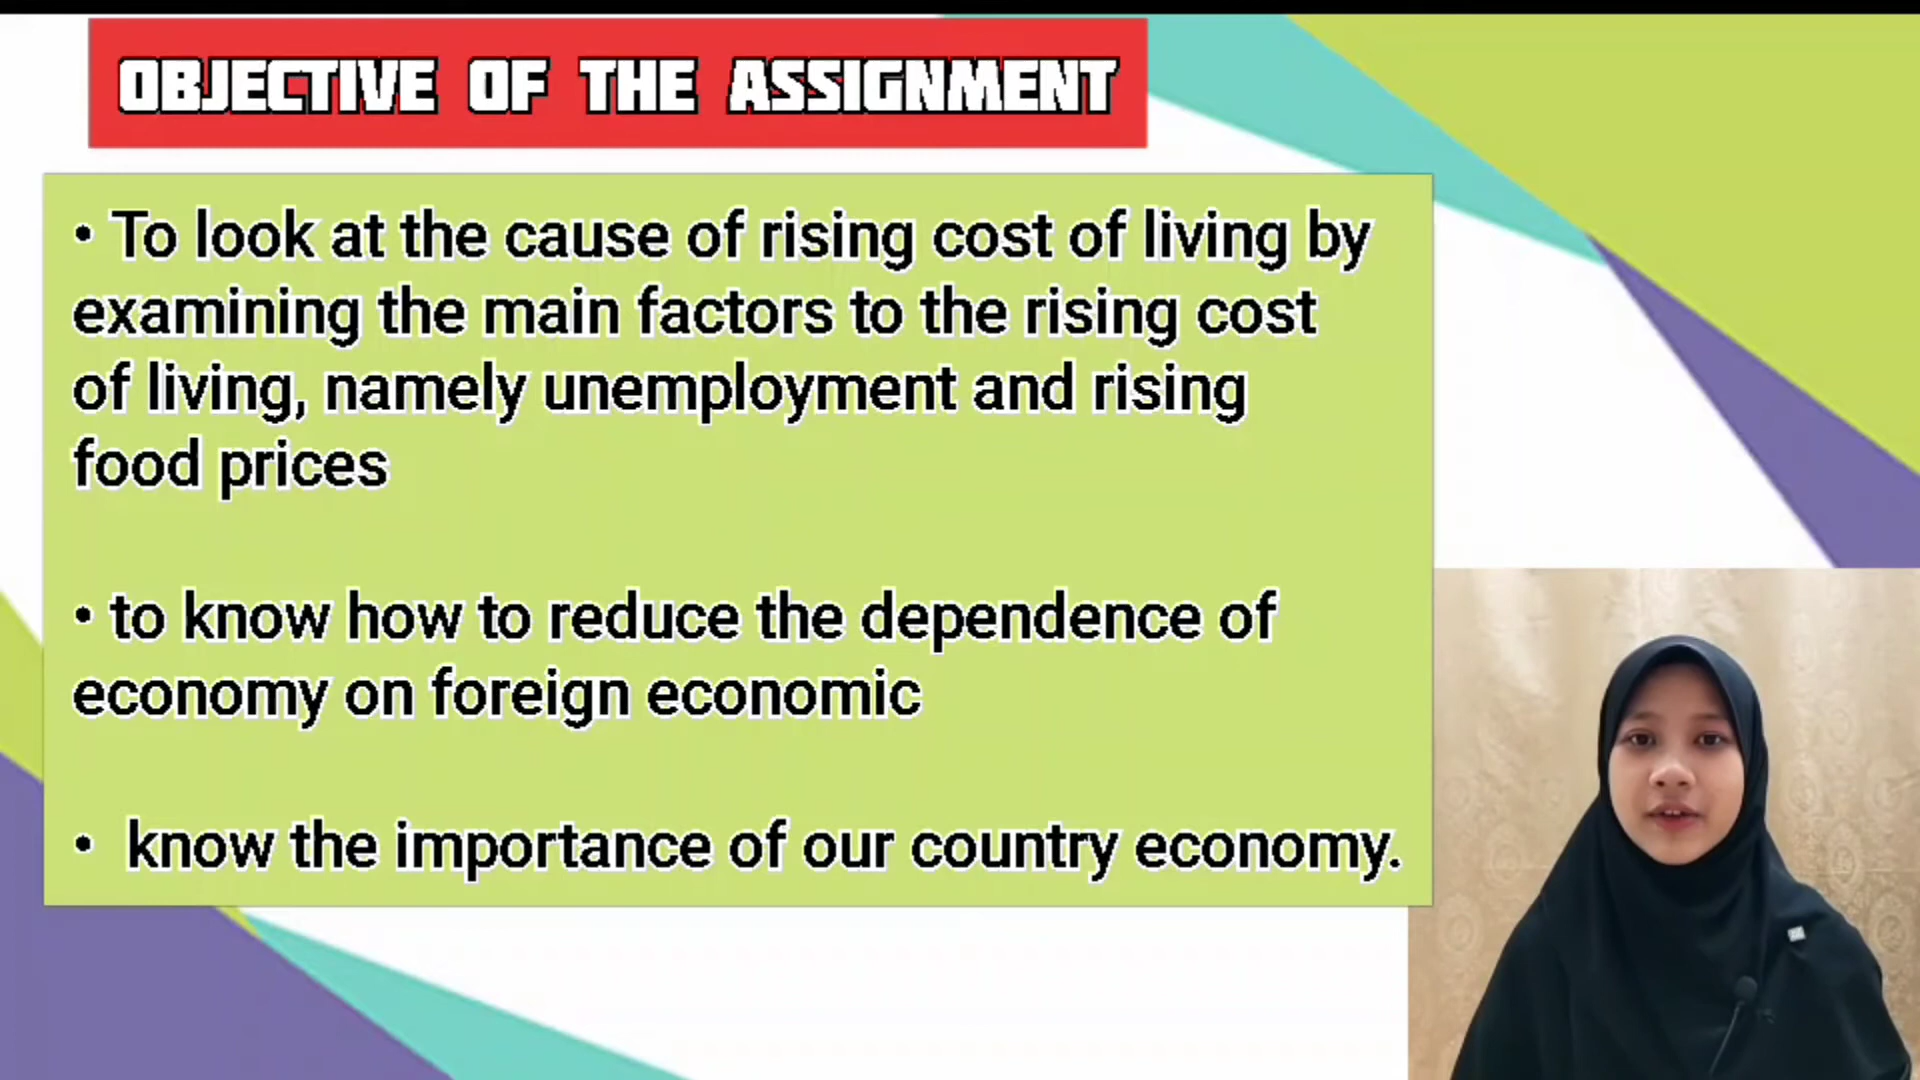 OBJECTIVE OF THE ASSIGNMENT
• To look at the cause of rising cost of living by
examining the main factors to the rising cost
of living, namely unemployment and rising
food prices
• to know how to reduce the dependence of
economy on foreign economic
• know the importance of our country economy.